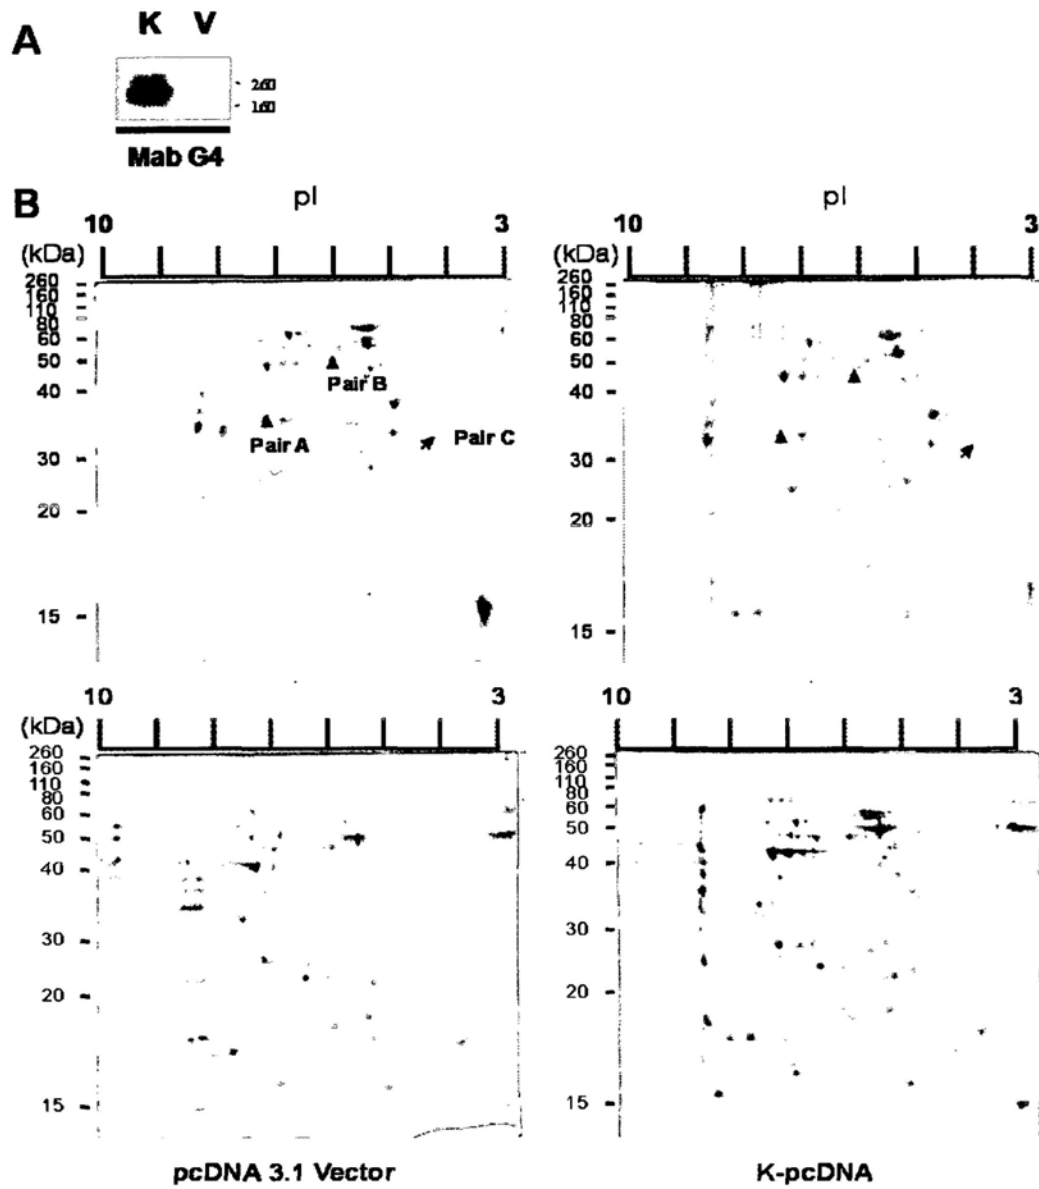 A
K V
260
160
Mab G4
B
pI pI
10 3 10 3
(kDa) (kDa)
260 260
160 160
110 110
80 80
60 60
50 50
40 40
30 30
20 20
15 15
Pair B
Pair A
Pair C
10 3 10 3
(kDa) (kDa)
260 260
160 160
110 110
80 80
60 60
50 50
40 40
30 30
20 20
15 15
pcDNA 3.1 Vector K-pcDNA